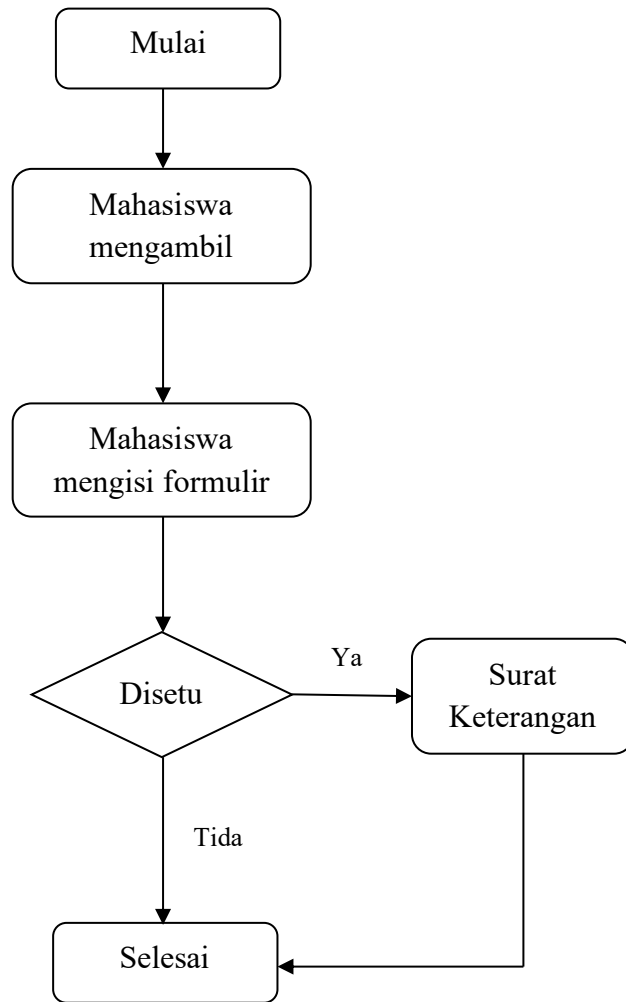 Mulai
Mahasiswa
mengambil
Mahasiswa
mengisi formulir
Disetu
Ya
Surat
Keterangan
Tida
Selesai